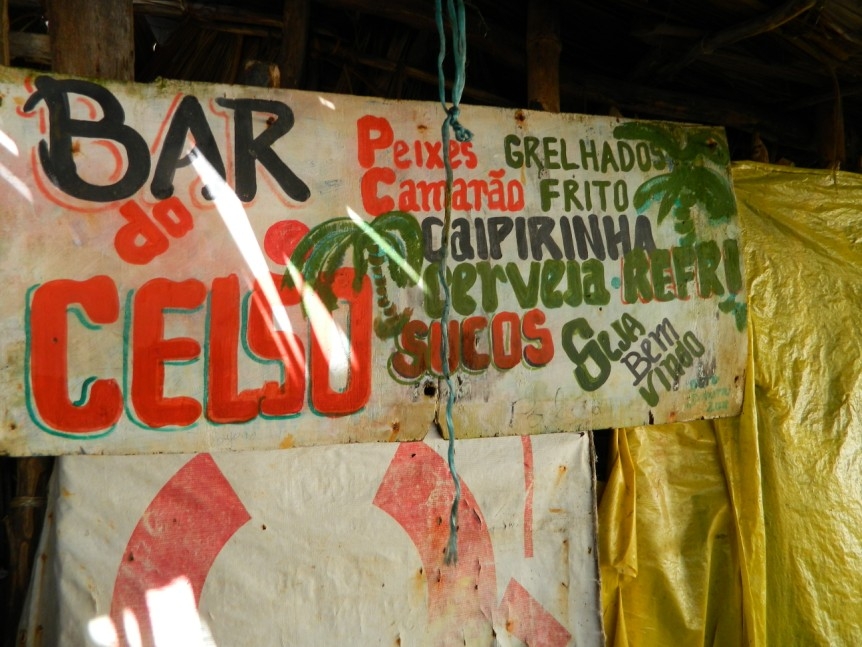 BAR
do
CELSO
Peixes GRELHADOS
Camarão FRITO
CAIPIRINHA
cerveja · REFRI
SUCOS
SEJA
BEM
VINDO